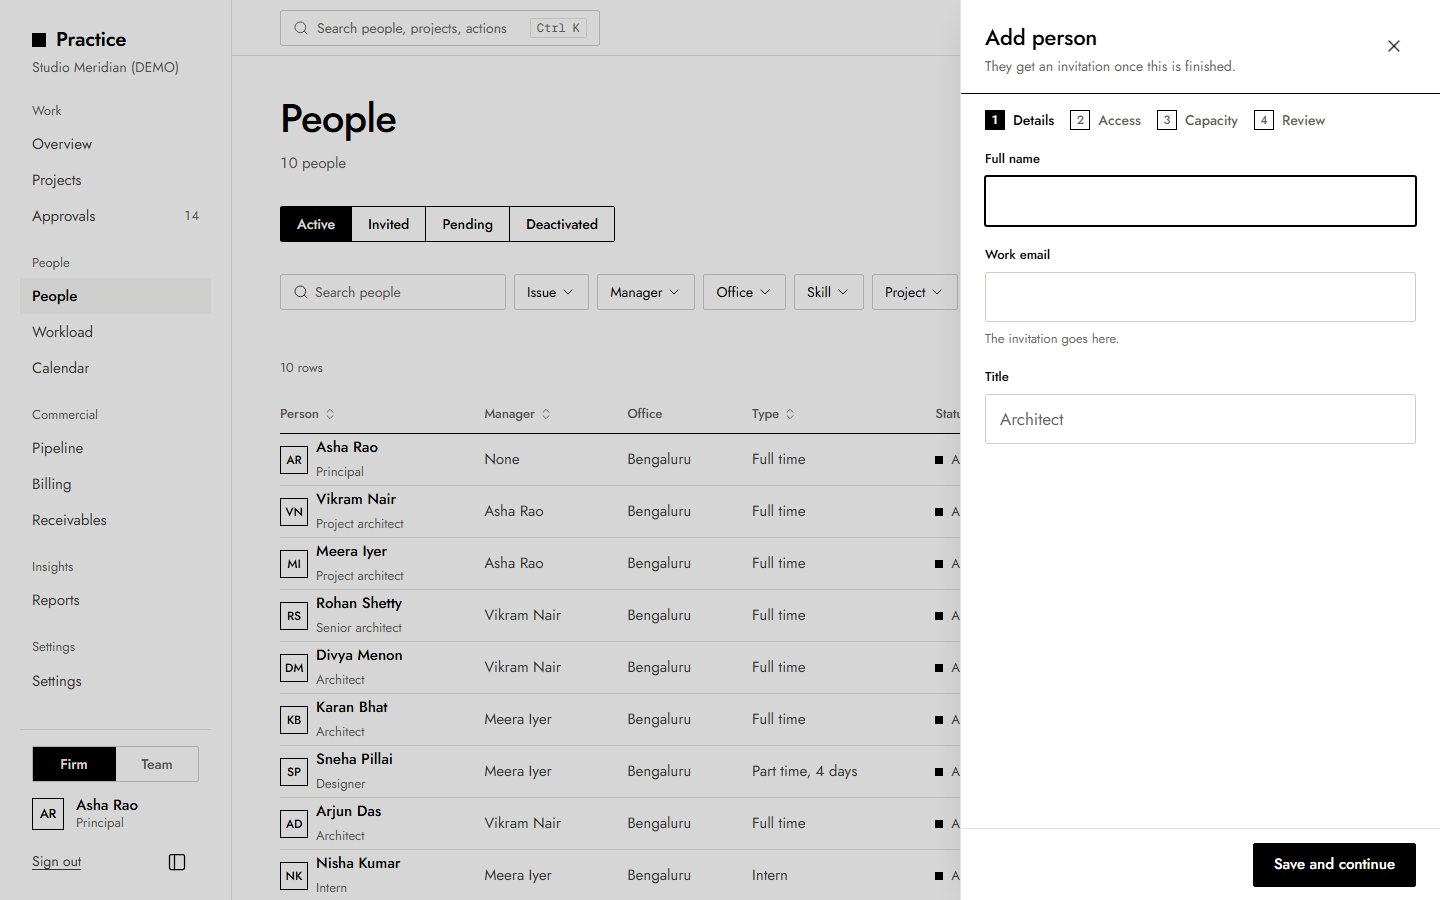 Practice
Studio Meridian (DEMO)
Work
Overview
Projects
Approvals 14
People
People
Workload
Calendar
Commercial
Pipeline
Billing
Receivables
Insights
Reports
Settings
Settings
Firm Team
AR Asha Rao
Principal
Sign out
Search people, projects, actions Ctrl K
People
10 people
Active Invited Pending Deactivated
Search people Issue Manager Office Skill Project
10 rows
Person Manager Office Type Statu
AR Asha Rao None Bengaluru Full time A
Principal
VN Vikram Nair Asha Rao Bengaluru Full time A
Project architect
MI Meera Iyer Asha Rao Bengaluru Full time A
Project architect
RS Rohan Shetty Vikram Nair Bengaluru Full time A
Senior architect
DM Divya Menon Vikram Nair Bengaluru Full time A
Architect
KB Karan Bhat Meera Iyer Bengaluru Full time A
Architect
SP Sneha Pillai Meera Iyer Bengaluru Part time, 4 days A
Designer
AD Arjun Das Vikram Nair Bengaluru Full time A
Architect
NK Nisha Kumar Meera Iyer Bengaluru Intern A
Intern
Add person
They get an invitation once this is finished.
1 Details 2 Access 3 Capacity 4 Review
Full name
Work email
The invitation goes here.
Title
Architect
Save and continue